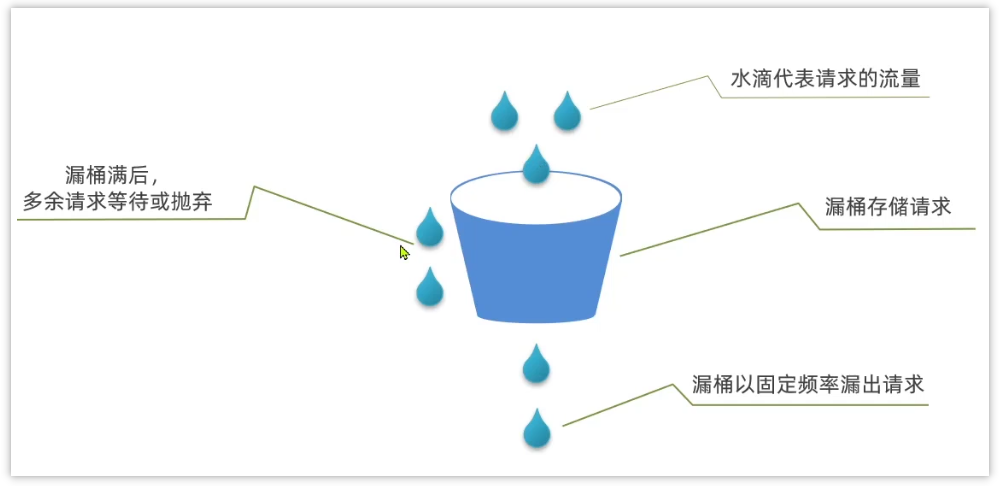 水滴代表请求的流量
漏桶满后，
多余请求等待或抛弃
漏桶存储请求
漏桶以固定频率漏出请求